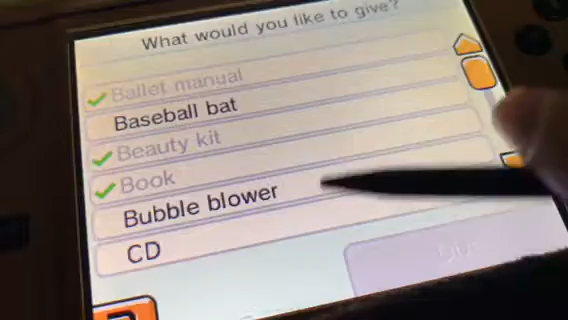 What would you like to give?
Ballet manual
Baseball bat
Beauty kit
Book
Bubble blower
CD